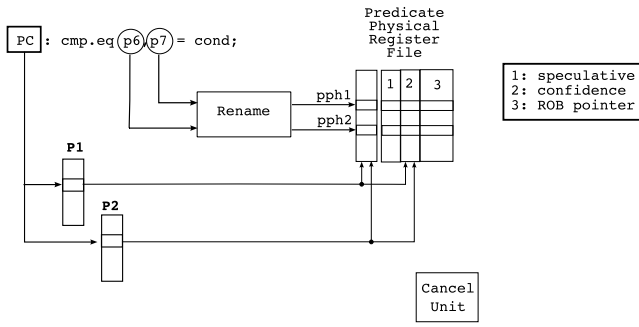 Predicate
Physical
Register
File
PC : cmp.eq p6,p7 = cond;
1 2 3
1: speculative
2: confidence
3: ROB pointer
pph1
Rename
pph2
P1
P2
Cancel
Unit